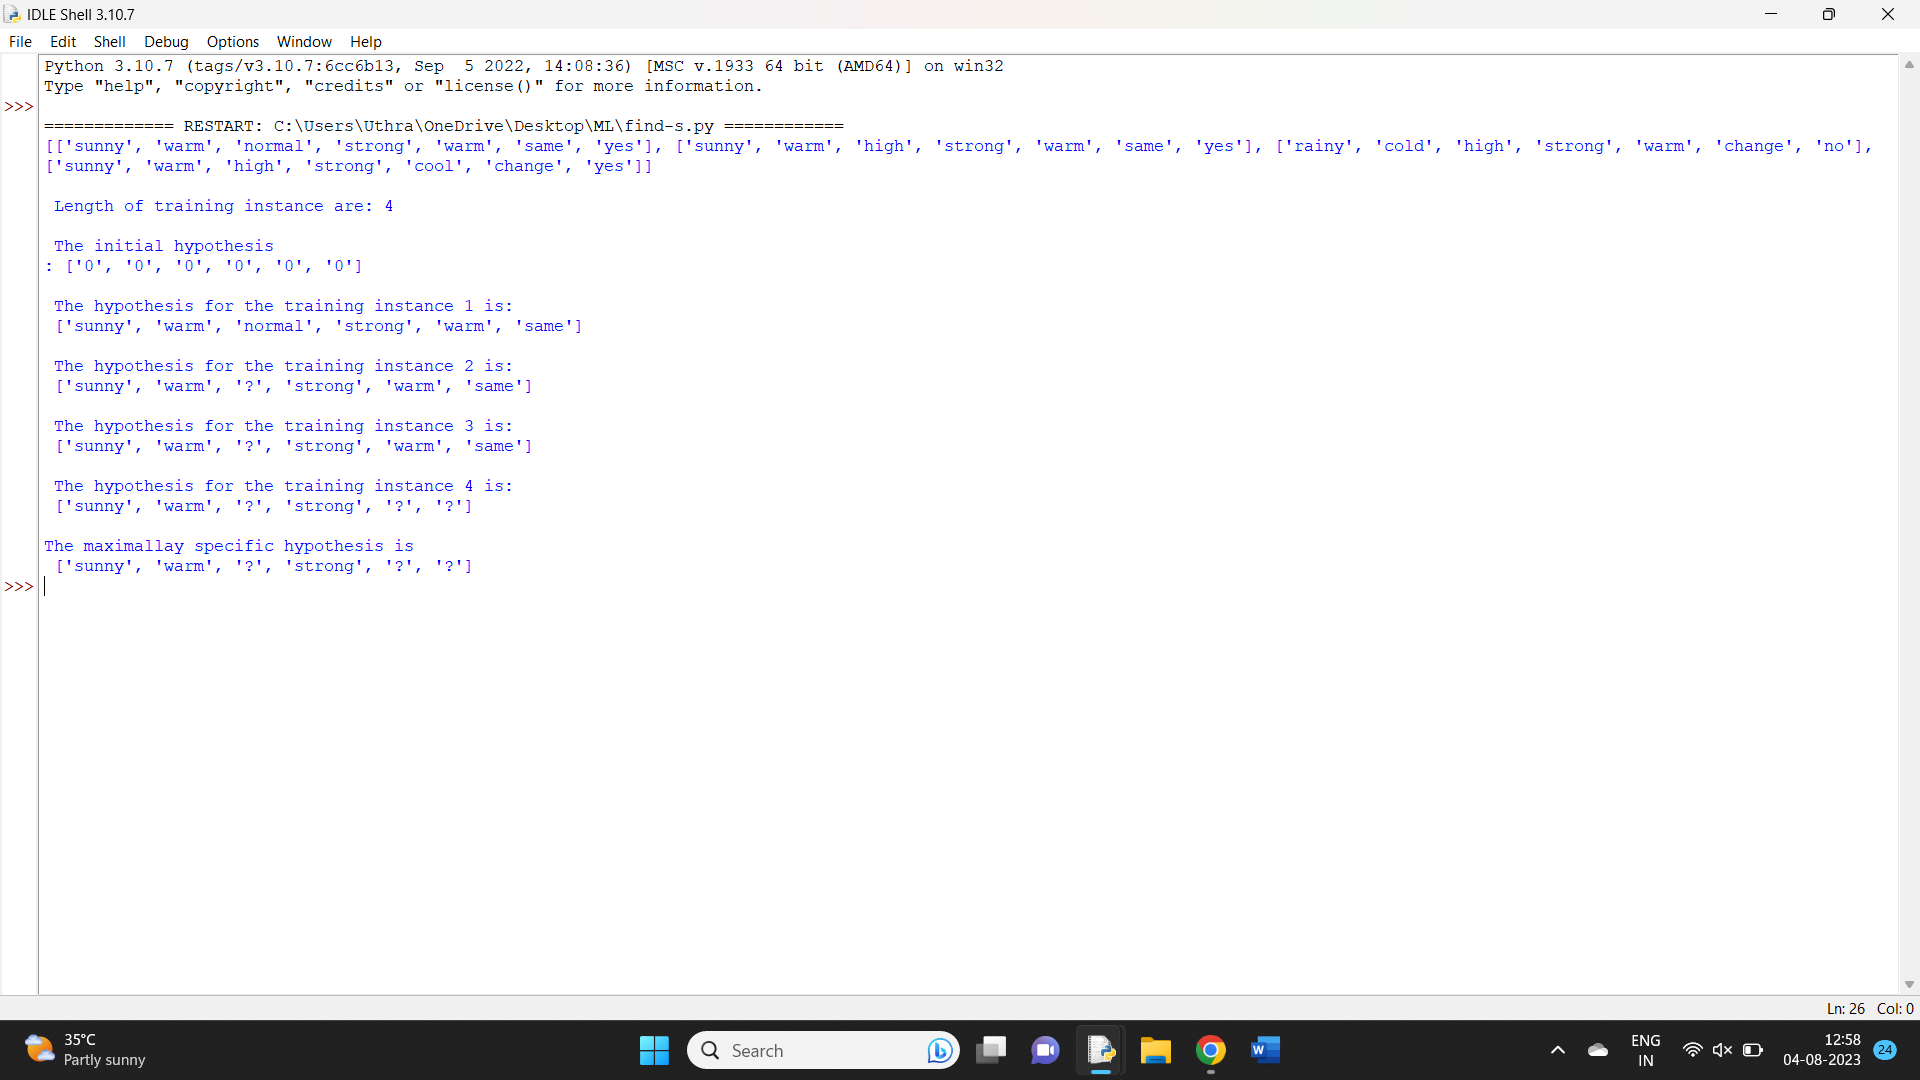 IDLE Shell 3.10.7
File Edit Shell Debug Options Window Help
Python 3.10.7 (tags/v3.10.7:6cc6b13, Sep  5 2022, 14:08:36) [MSC v.1933 64 bit (AMD64)] on win32
Type "help", "copyright", "credits" or "license()" for more information.
>>>
============= RESTART: C:\Users\Uthra\OneDrive\Desktop\ML\find-s.py ============
[['sunny', 'warm', 'normal', 'strong', 'warm', 'same', 'yes'], ['sunny', 'warm', 'high', 'strong', 'warm', 'same', 'yes'], ['rainy', 'cold', 'high', 'strong', 'warm', 'change', 'no'],
['sunny', 'warm', 'high', 'strong', 'cool', 'change', 'yes']]
Length of training instance are: 4
The initial hypothesis
: ['0', '0', '0', '0', '0', '0']
The hypothesis for the training instance 1 is:
['sunny', 'warm', 'normal', 'strong', 'warm', 'same']
The hypothesis for the training instance 2 is:
['sunny', 'warm', '?', 'strong', 'warm', 'same']
The hypothesis for the training instance 3 is:
['sunny', 'warm', '?', 'strong', 'warm', 'same']
The hypothesis for the training instance 4 is:
['sunny', 'warm', '?', 'strong', '?', '?']
The maximallay specific hypothesis is
['sunny', 'warm', '?', 'strong', '?', '?']
>>>
Ln: 26 Col: 0
35°C
Partly sunny
Search
W
ENG
IN
12:58
04-08-2023
24